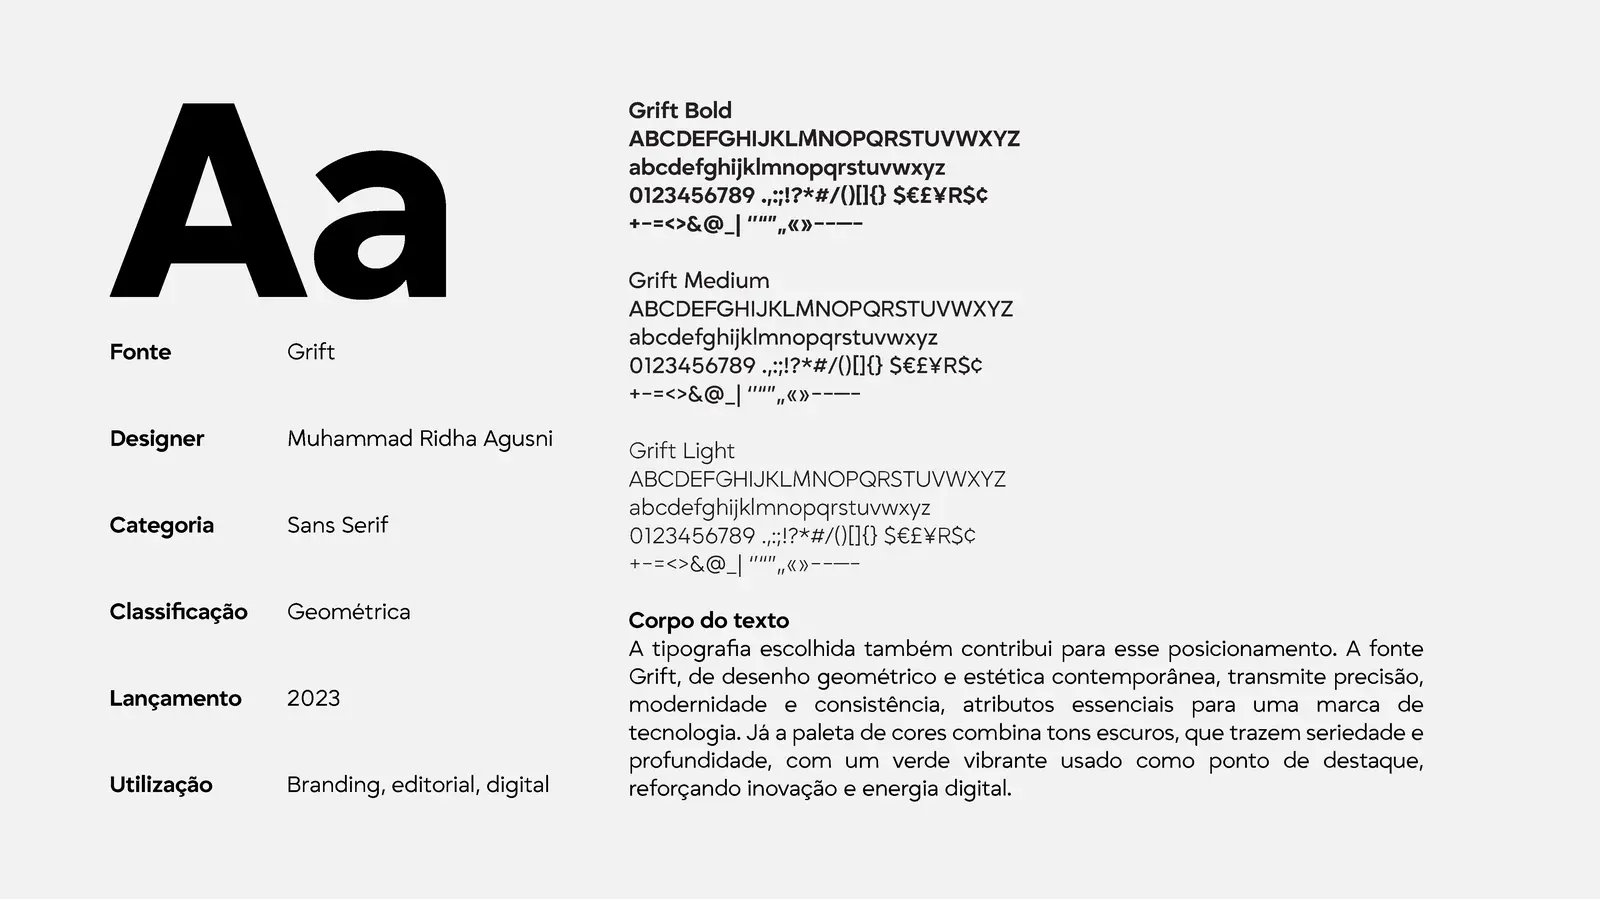 Aa
Fonte Grift
Designer Muhammad Ridha Agusni
Categoria Sans Serif
Classificação Geométrica
Lançamento 2023
Utilização Branding, editorial, digital
Grift Bold
ABCDEFGHIJKLMNOPQRSTUVWXYZ
abcdefghijklmnopqrstuvwxyz
0123456789 .,:;!?*#/()[]{} $€£¥R$¢
+−=<>&@_| ‘’“”„«»-–—-
Grift Medium
ABCDEFGHIJKLMNOPQRSTUVWXYZ
abcdefghijklmnopqrstuvwxyz
0123456789 .,:;!?*#/()[]{} $€£¥R$¢
+−=<>&@_| ‘’“”„«»-–—-
Grift Light
ABCDEFGHIJKLMNOPQRSTUVWXYZ
abcdefghijklmnopqrstuvwxyz
0123456789 .,:;!?*#/()[]{} $€£¥R$¢
+−=<>&@_| ‘’“”„«»-–—-
Corpo do texto
A tipografia escolhida também contribui para esse posicionamento. A fonte
Grift, de desenho geométrico e estética contemporânea, transmite precisão,
modernidade e consistência, atributos essenciais para uma marca de
tecnologia. Já a paleta de cores combina tons escuros, que trazem seriedade e
profundidade, com um verde vibrante usado como ponto de destaque,
reforçando inovação e energia digital.